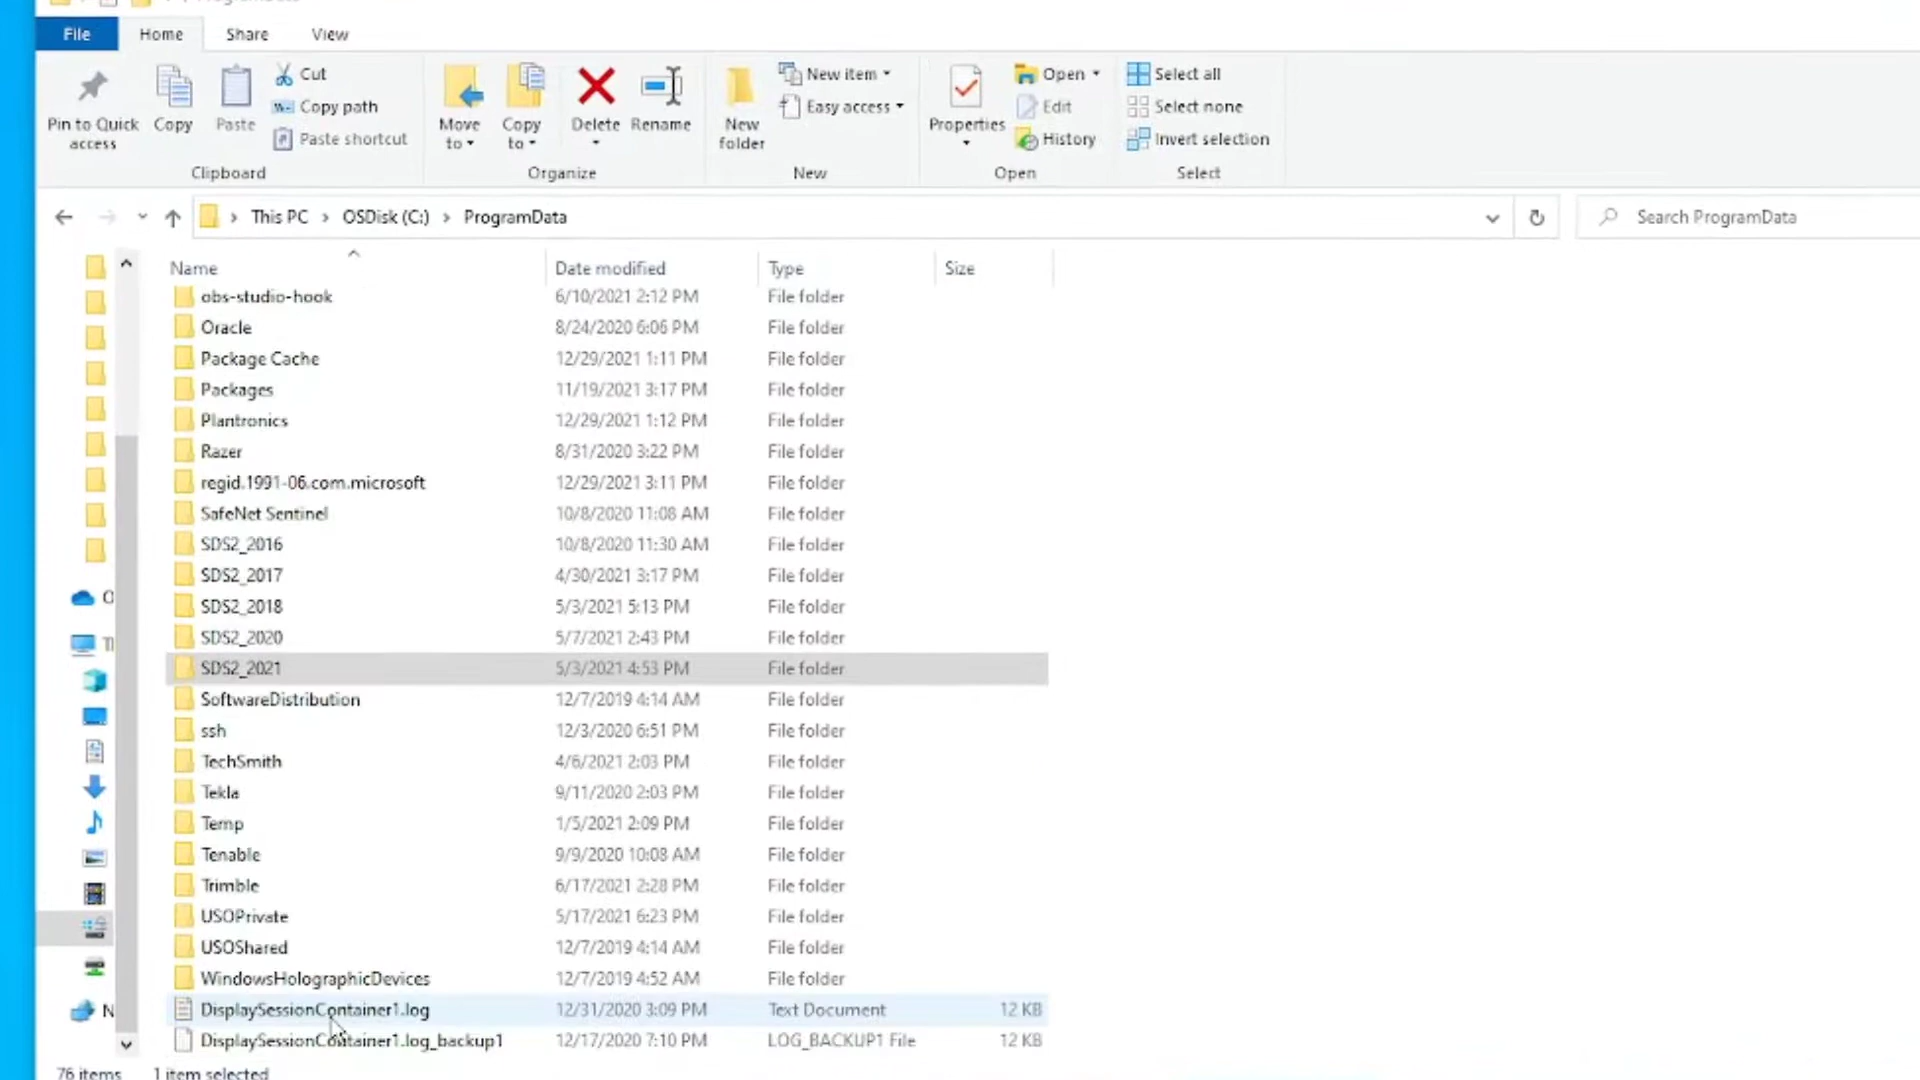 File Home Share View
Pin to Quick access
Copy
Paste
Cut
Copy path
Paste shortcut
Clipboard
Move to
Copy to
Delete
Rename
Organize
New folder
New item
Easy access
New
Properties
Open
Edit
History
Open
Select all
Select none
Invert selection
Select
This PC > OSDisk (C:) > ProgramData
Search ProgramData
Name Date modified Type Size
obs-studio-hook 6/10/2021 2:12 PM File folder
Oracle 8/24/2020 6:06 PM File folder
Package Cache 12/29/2021 1:11 PM File folder
Packages 11/19/2021 3:17 PM File folder
Plantronics 12/29/2021 1:12 PM File folder
Razer 8/31/2020 3:22 PM File folder
regid.1991-06.com.microsoft 12/29/2021 3:11 PM File folder
SafeNet Sentinel 10/8/2020 11:08 AM File folder
SDS2_2016 10/8/2020 11:30 AM File folder
SDS2_2017 4/30/2021 3:17 PM File folder
SDS2_2018 5/3/2021 5:13 PM File folder
SDS2_2020 5/7/2021 2:43 PM File folder
SDS2_2021 5/3/2021 4:53 PM File folder
SoftwareDistribution 12/7/2019 4:14 AM File folder
ssh 12/3/2020 6:51 PM File folder
TechSmith 4/6/2021 2:03 PM File folder
Tekla 9/11/2020 2:03 PM File folder
Temp 1/5/2021 2:09 PM File folder
Tenable 9/9/2020 10:08 AM File folder
Trimble 6/17/2021 2:28 PM File folder
USOPrivate 5/17/2021 6:23 PM File folder
USOShared 12/7/2019 4:14 AM File folder
WindowsHolographicDevices 12/7/2019 4:52 AM File folder
DisplaySessionContainer1.log 12/31/2020 3:09 PM Text Document 12 KB
DisplaySessionContainer1.log_backup1 12/17/2020 7:10 PM LOG_BACKUP1 File 12 KB
76 items 1 item selected